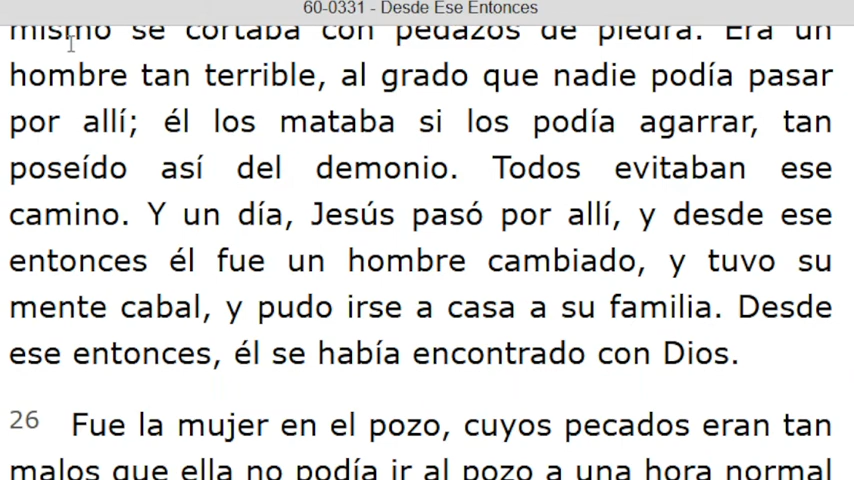 60-0331 - Desde Ese Entonces
mismo se cortaba con pedazos de piedra. Era un
hombre tan terrible, al grado que nadie podía pasar
por allí; él los mataba si los podía agarrar, tan
poseído así del demonio. Todos evitaban ese
camino. Y un día, Jesús pasó por allí, y desde ese
entonces él fue un hombre cambiado, y tuvo su
mente cabal, y pudo irse a casa a su familia. Desde
ese entonces, él se había encontrado con Dios.
26 Fue la mujer en el pozo, cuyos pecados eran tan
malos que ella no podía ir al pozo a una hora normal